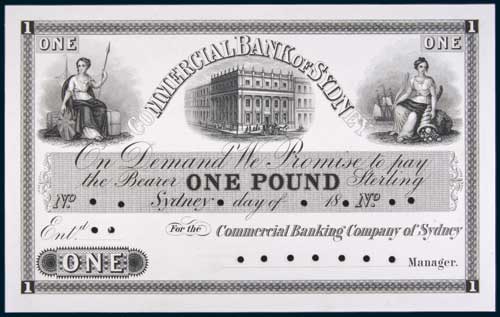 1 1
ONE ONE
COMMERCIAL BANK OF SYDNEY
On Demand We Promise to pay
the Bearer ONE POUND Sterling
No Sydney day of 18 No
Ent.d For the Commercial Banking Company of Sydney
ONE Manager.
1 1